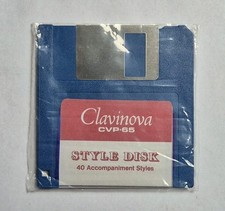 Clavinova
CVP-65
STYLE DISK
40 Accompaniment Styles